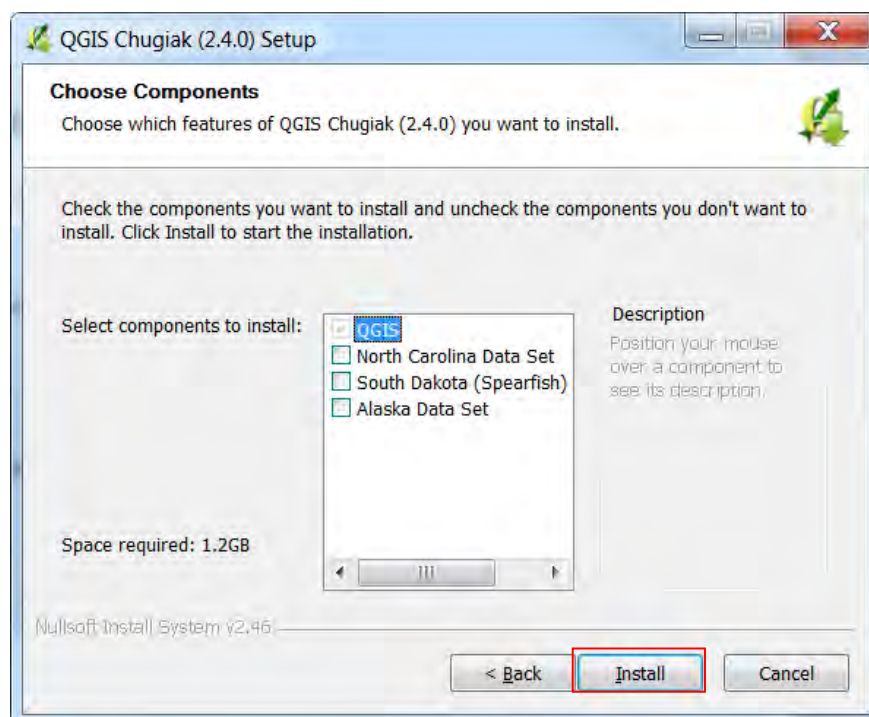 QGIS Chugiak (2.4.0) Setup
Choose Components
Choose which features of QGIS Chugiak (2.4.0) you want to install.
Check the components you want to install and uncheck the components you don't want to
install. Click Install to start the installation.
Select components to install:
QGIS
North Carolina Data Set
South Dakota (Spearfish)
Alaska Data Set
Description
Position your mouse
over a component to
see its description.
Space required: 1.2GB
Nullsoft Install System v2.46
< Back
Install
Cancel